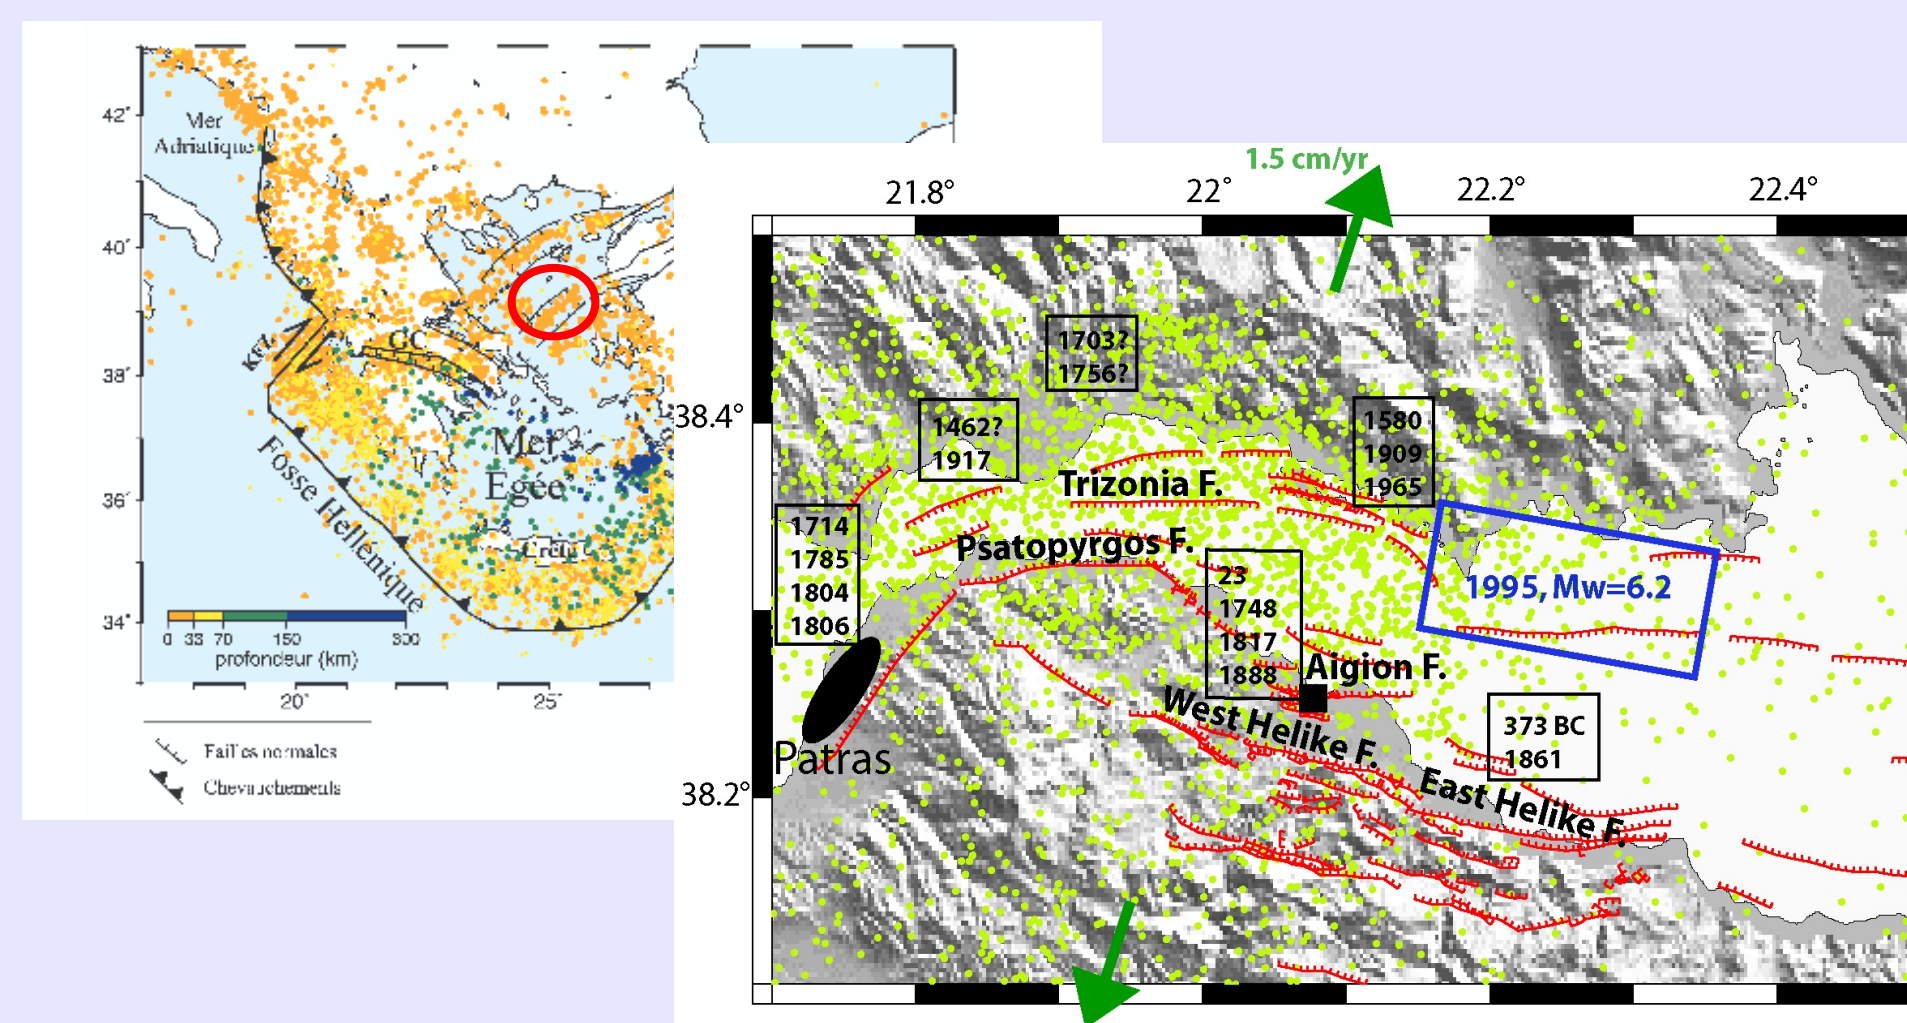 42°
40°
38°
36°
34°
Mer
Adriatique
GC
Mer
Egée
Crète
Fosse Hellénique
0 33 70 150 300
profondeur (km)
20°
25°
Failles normales
Chevauchements
1.5 cm/yr
21.8°
22°
22.2°
22.4°
38.4°
38.2°
1703?
1756?
1462?
1917
1580
1909
1965
Trizonia F.
1714
1785
1804
1806
Psatopyrgos F.
23
1748
1817
1888
1995, Mw=6.2
Aigion F.
West Helike F.
373 BC
1861
Patras
East Helike F.